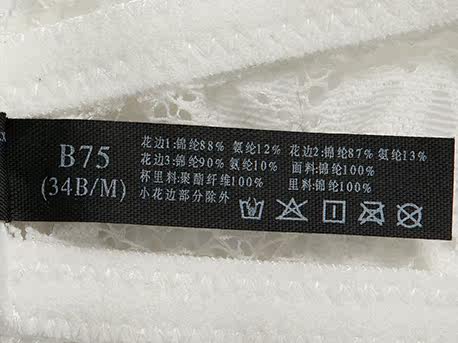 B75
(34B/M)
花边1:锦纶88% 氨纶12% 花边2:锦纶87% 氨纶13%
花边3:锦纶90% 氨纶10% 面料:锦纶100%
杯里料:聚酯纤维100% 里料:锦纶100%
小花边部分除外